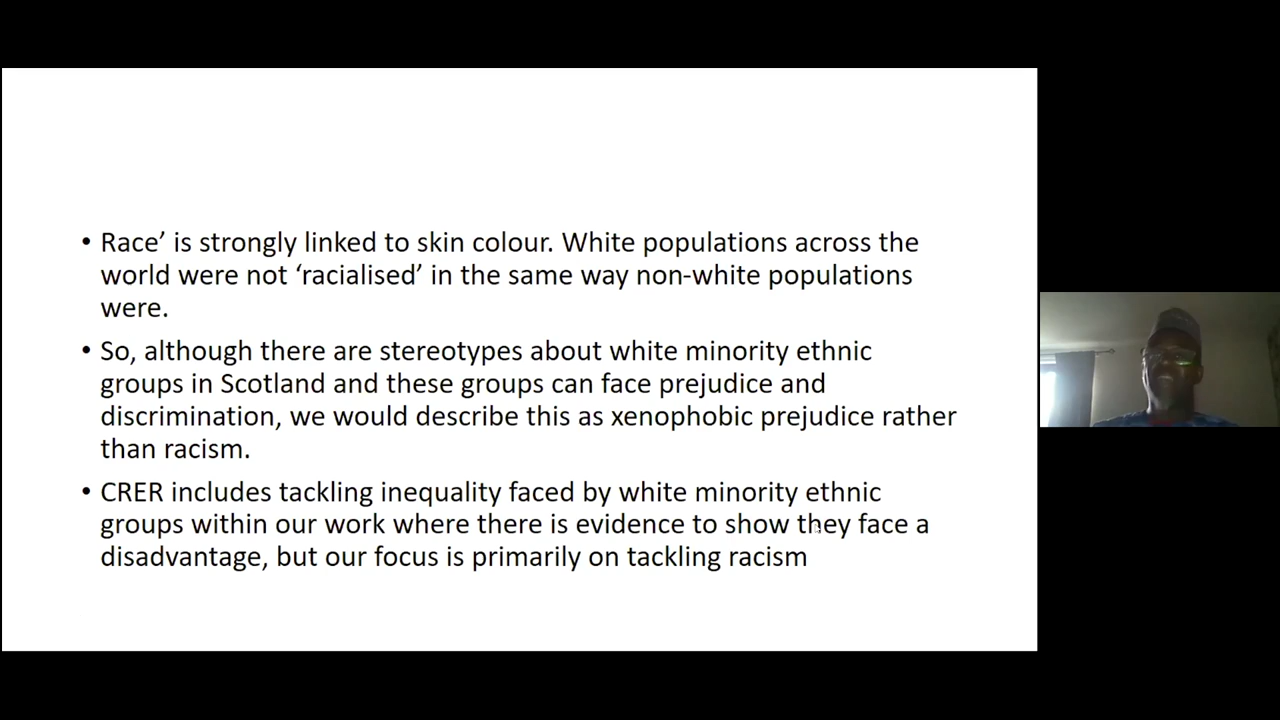 • Race’ is strongly linked to skin colour. White populations across the
world were not ‘racialised’ in the same way non-white populations
were.
• So, although there are stereotypes about white minority ethnic
groups in Scotland and these groups can face prejudice and
discrimination, we would describe this as xenophobic prejudice rather
than racism.
• CRER includes tackling inequality faced by white minority ethnic
groups within our work where there is evidence to show they face a
disadvantage, but our focus is primarily on tackling racism